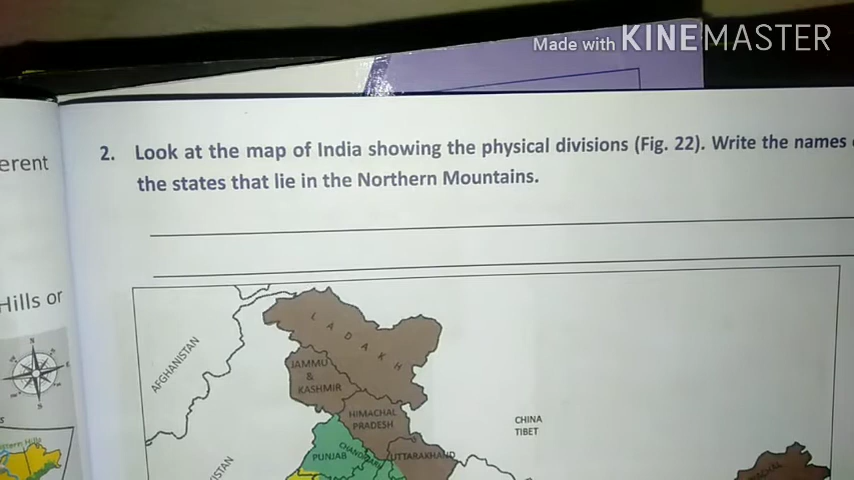 Made with KINEMASTER
erent
2. Look at the map of India showing the physical divisions (Fig. 22). Write the names
the states that lie in the Northern Mountains.
Hills or
LADAKH
AFGHANISTAN
JAMMU
&
KASHMIR
HIMACHAL
PRADESH
CHINA
TIBET
CHANDIGARH
PUNJAB
UTTARAKHAND
ISTAN
N
S